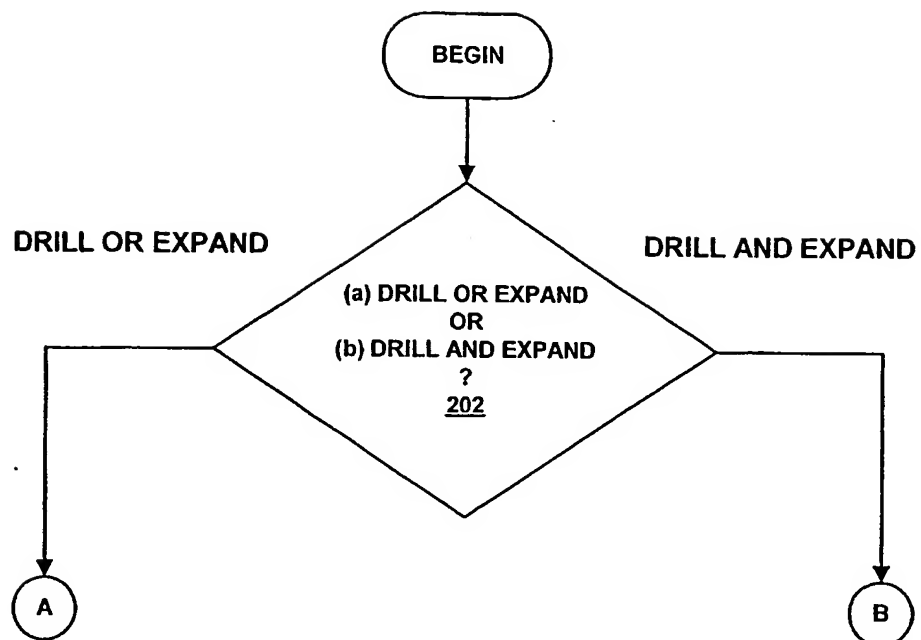 BEGIN
DRILL OR EXPAND
DRILL AND EXPAND
(a) DRILL OR EXPAND
OR
(b) DRILL AND EXPAND
?
202
A
B